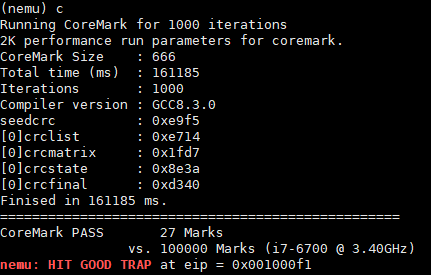 (nemu) c
Running CoreMark for 1000 iterations
2K performance run parameters for coremark.
CoreMark Size    : 666
Total time (ms)  : 161185
Iterations       : 1000
Compiler version : GCC8.3.0
seedcrc          : 0xe9f5
[0]crclist       : 0xe714
[0]crcmatrix     : 0x1fd7
[0]crcstate      : 0x8e3a
[0]crcfinal      : 0xd340
Finised in 161185 ms.
==================================================
CoreMark PASS       27 Marks
                vs. 100000 Marks (i7-6700 @ 3.40GHz)
nemu: HIT GOOD TRAP at eip = 0x001000f1